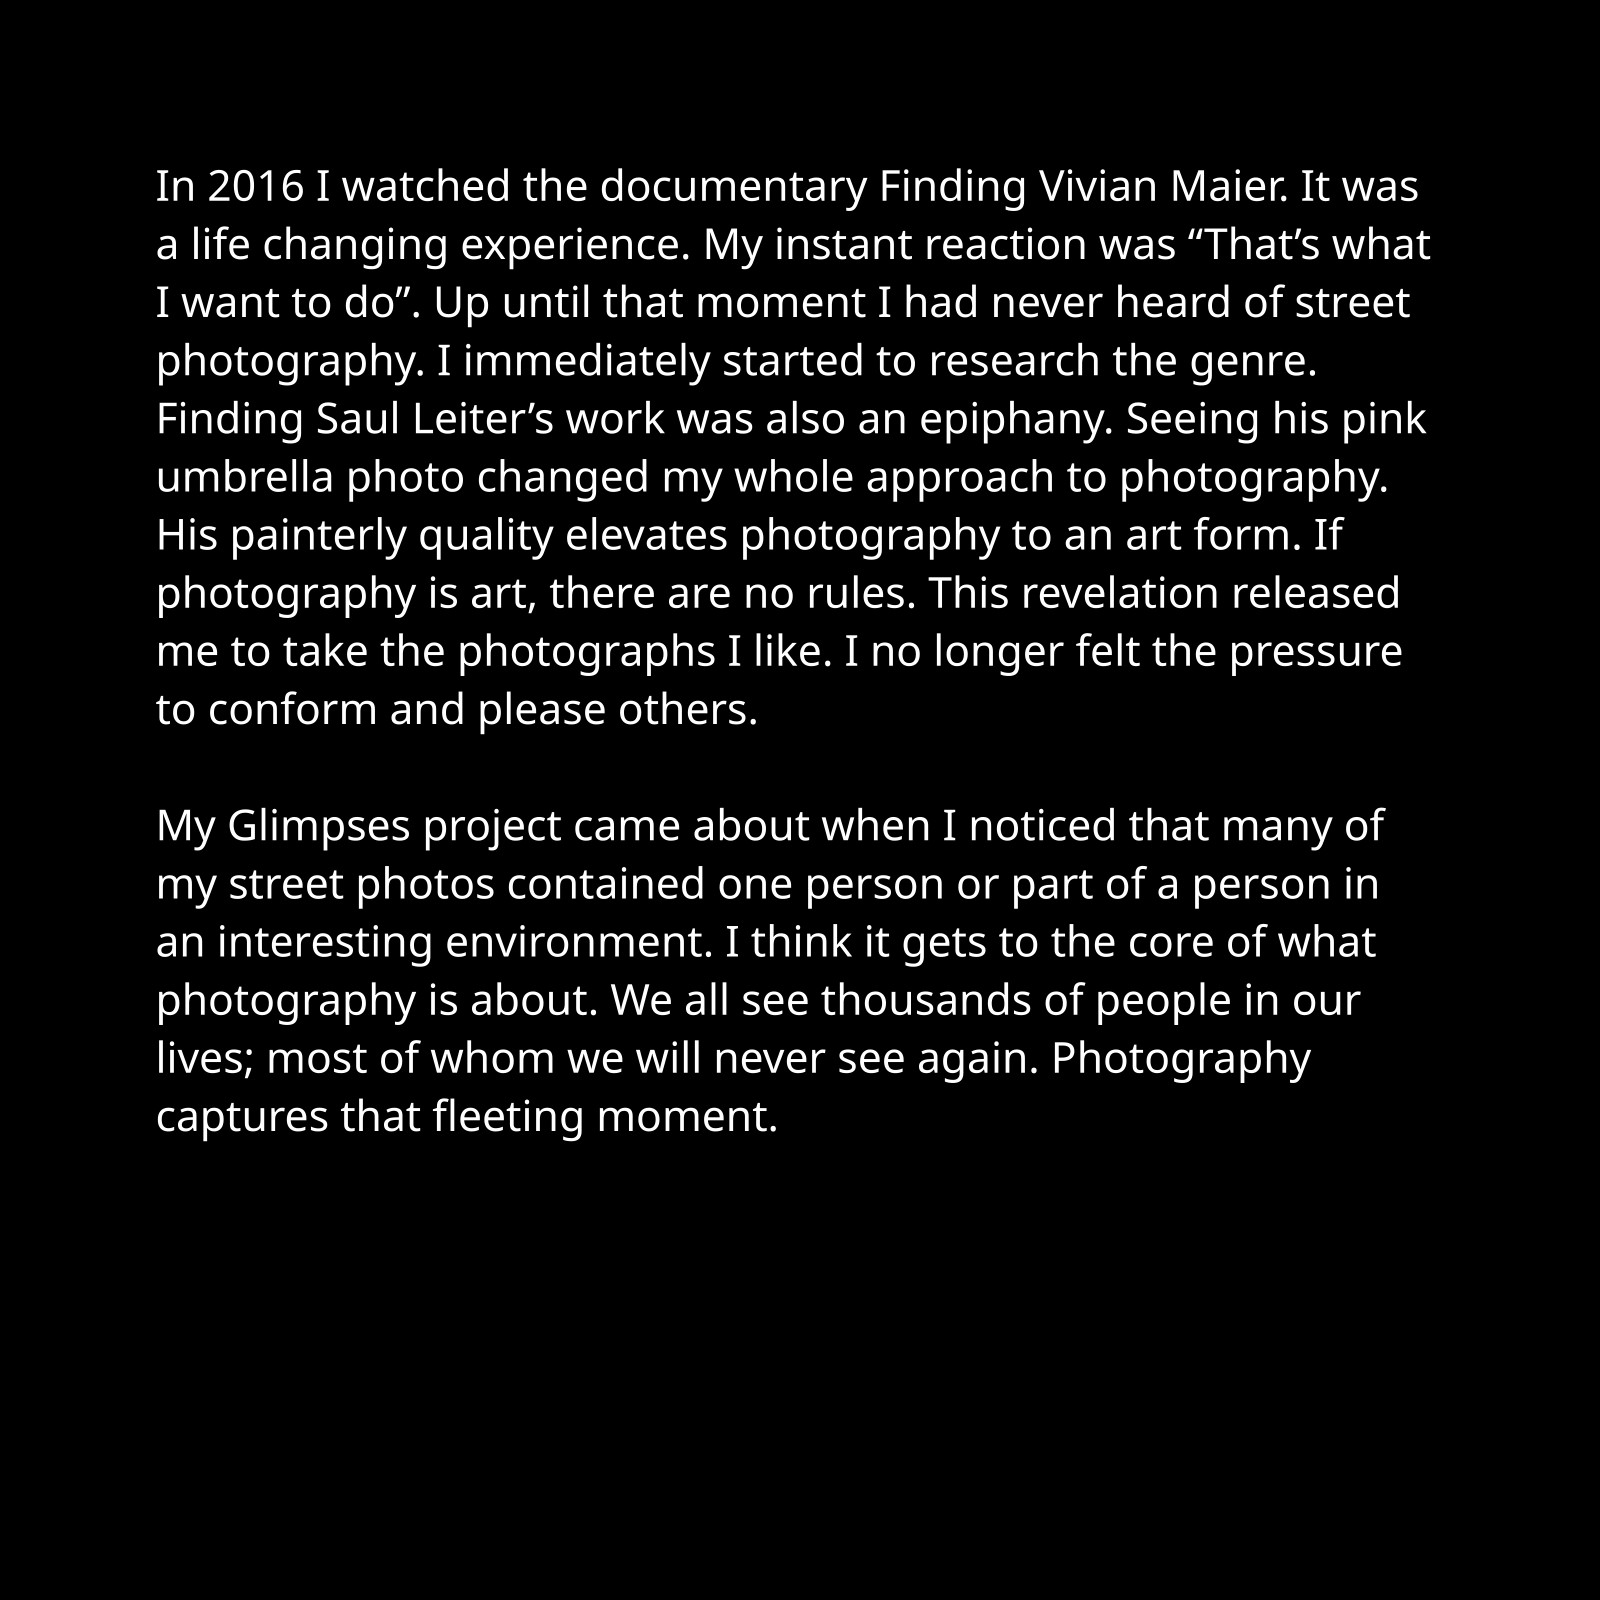 In 2016 I watched the documentary Finding Vivian Maier. It was
a life changing experience. My instant reaction was “That’s what
I want to do”. Up until that moment I had never heard of street
photography. I immediately started to research the genre.
Finding Saul Leiter’s work was also an epiphany. Seeing his pink
umbrella photo changed my whole approach to photography.
His painterly quality elevates photography to an art form. If
photography is art, there are no rules. This revelation released
me to take the photographs I like. I no longer felt the pressure
to conform and please others.

My Glimpses project came about when I noticed that many of
my street photos contained one person or part of a person in
an interesting environment. I think it gets to the core of what
photography is about. We all see thousands of people in our
lives; most of whom we will never see again. Photography
captures that fleeting moment.